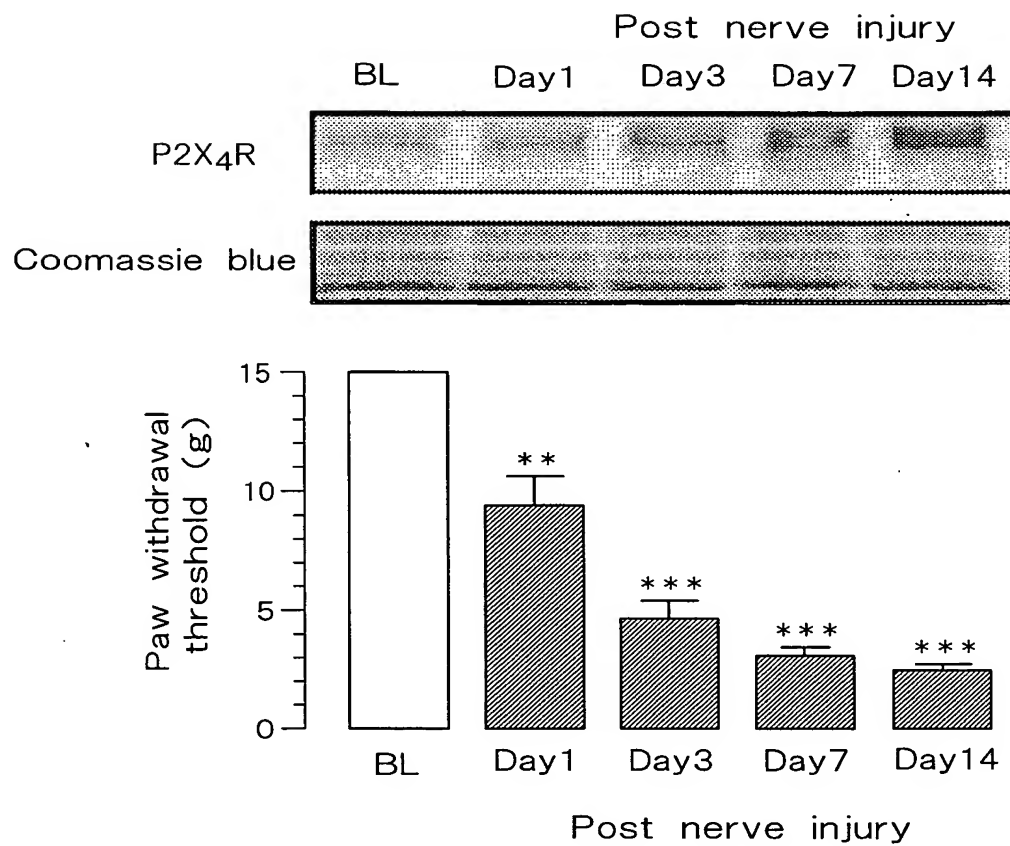 Post nerve injury
BL Day1 Day3 Day7 Day14
P2X4R
Coomassie blue
Paw withdrawal
threshold (g)
15
10
5
0
**
***
***
***
BL Day1 Day3 Day7 Day14
Post nerve injury